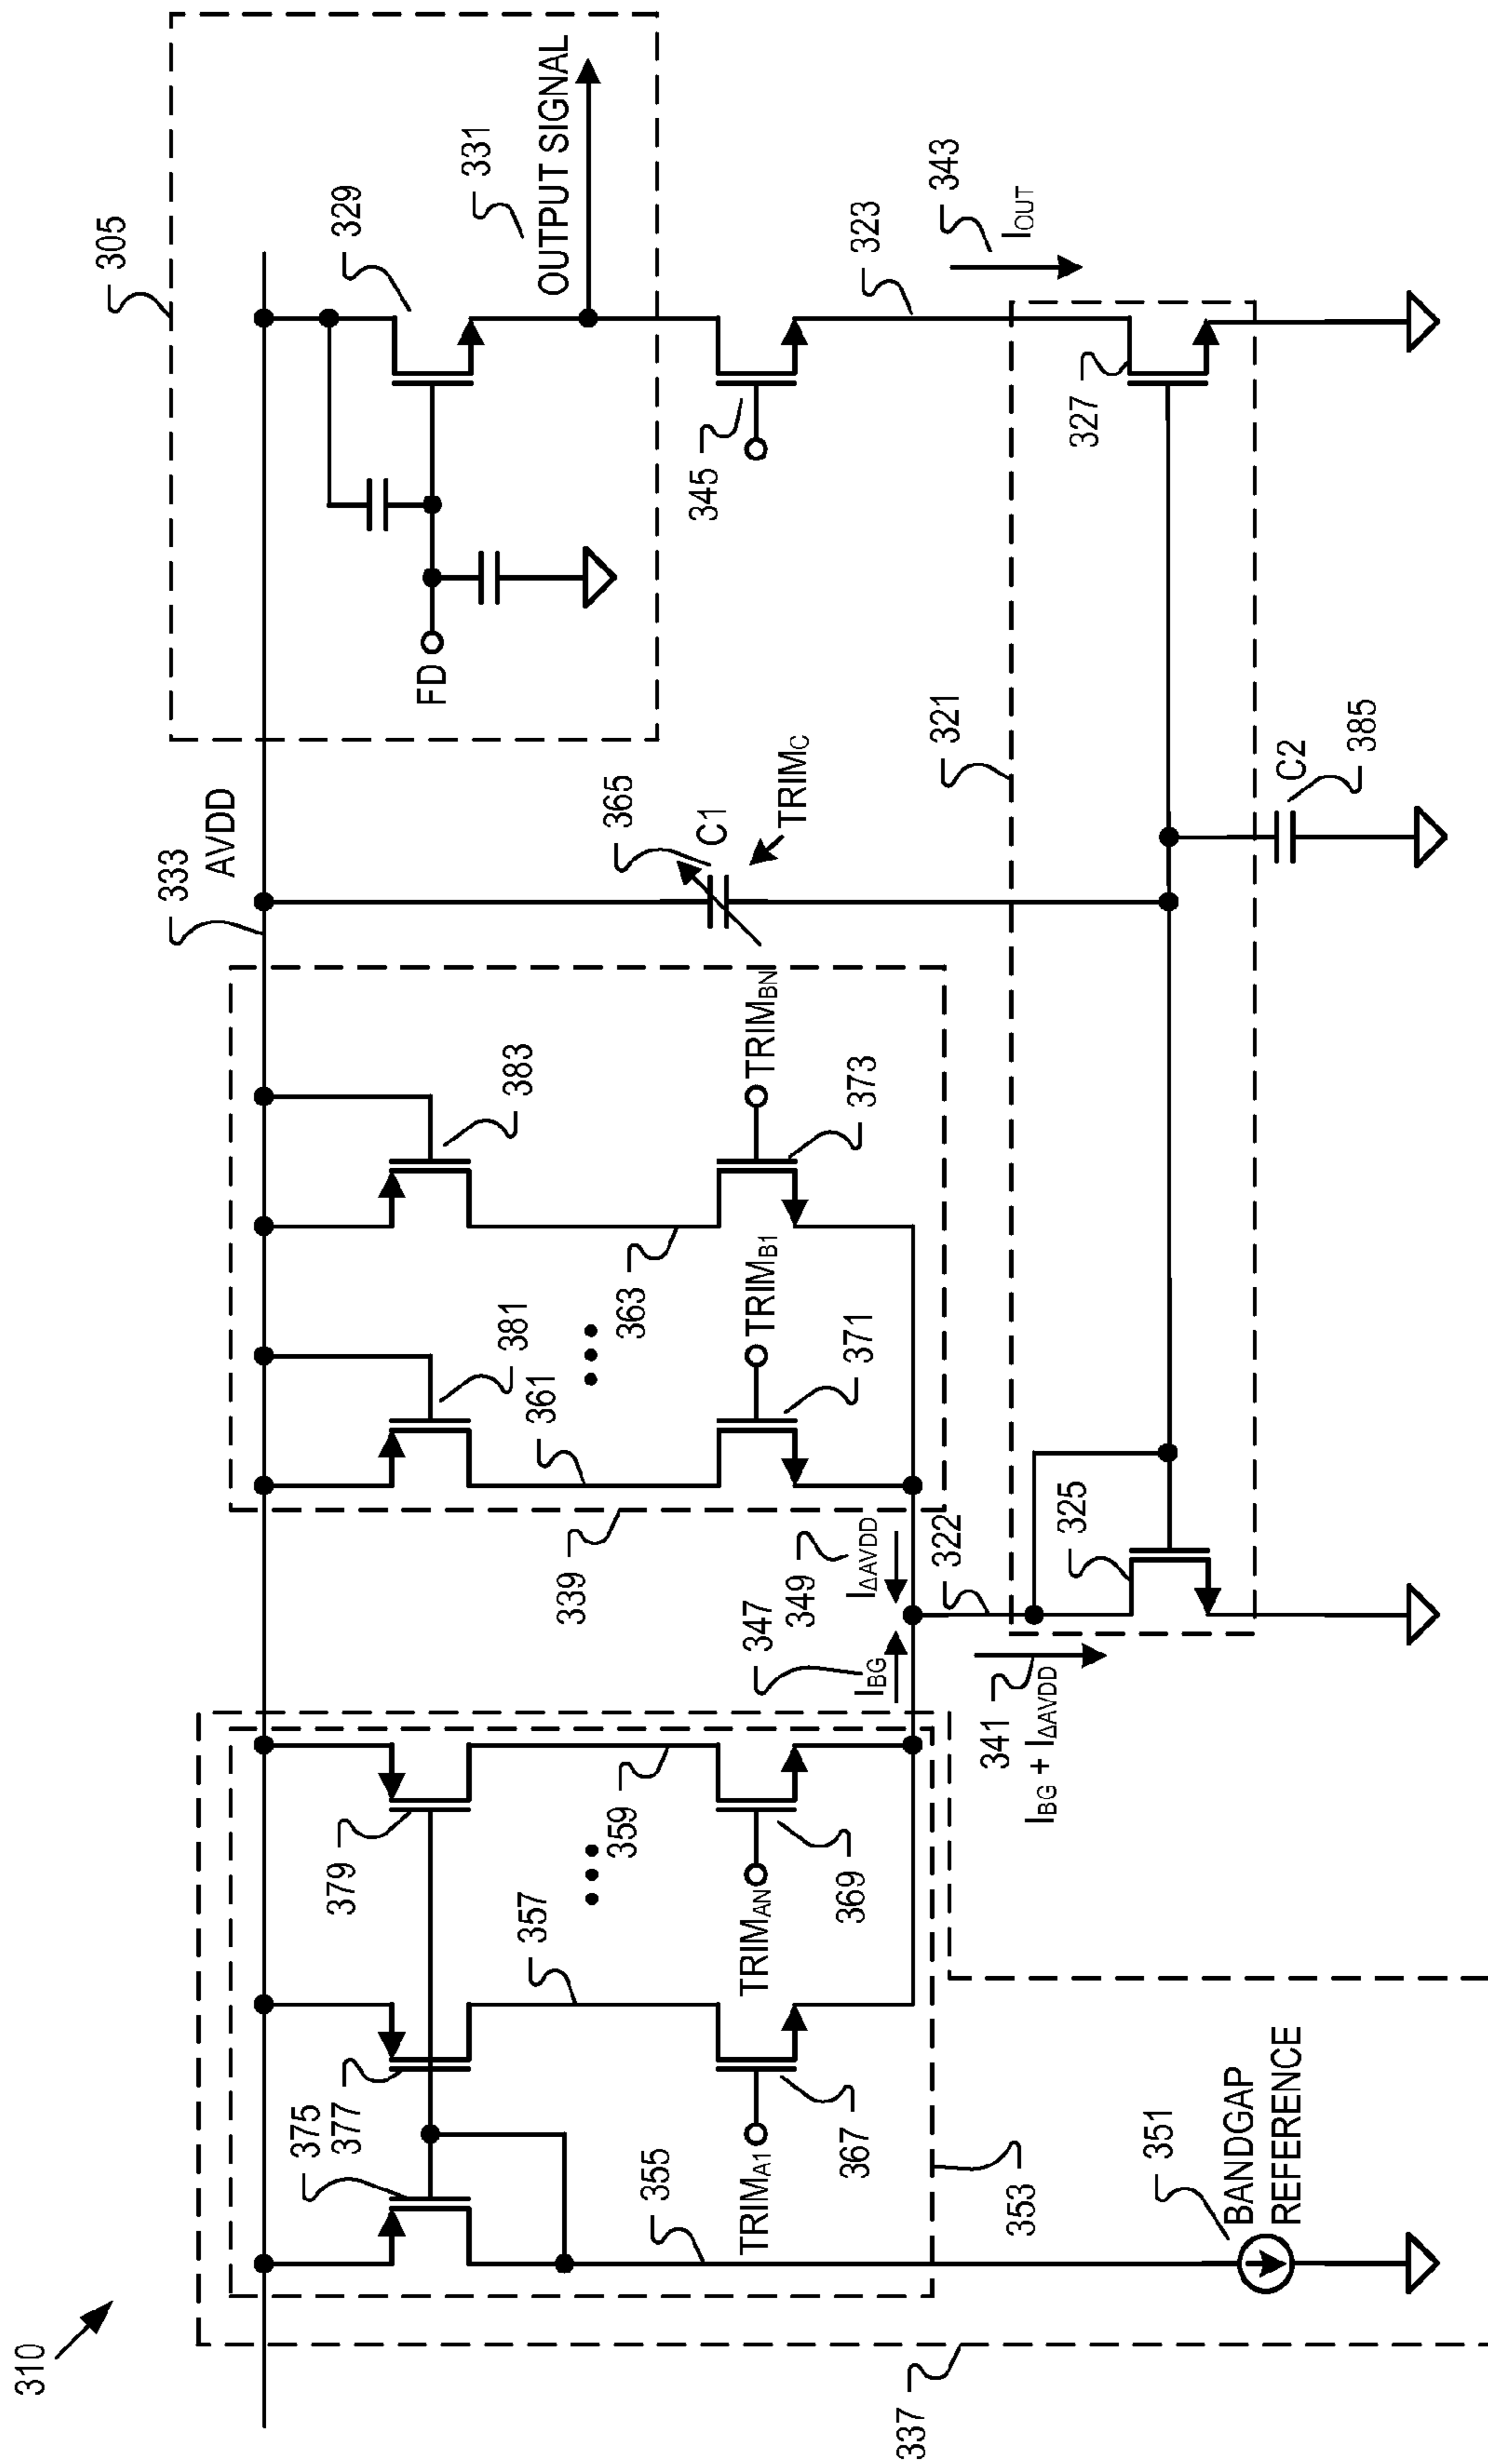 310
333
AVDD
305
329
331
OUTPUT SIGNAL
FD
345
323
343
IOUT
327
321
365
C1
TRIMC
C2
385
383
381
361
363
TRIMBN
373
TRIMB1
371
339
349
IΔAVDD
322
325
347
IBG
341
IBG + IΔAVDD
379
359
357
369
TRIMAN
375
377
TRIMA1
367
355
353
351
BANDGAP
REFERENCE
337